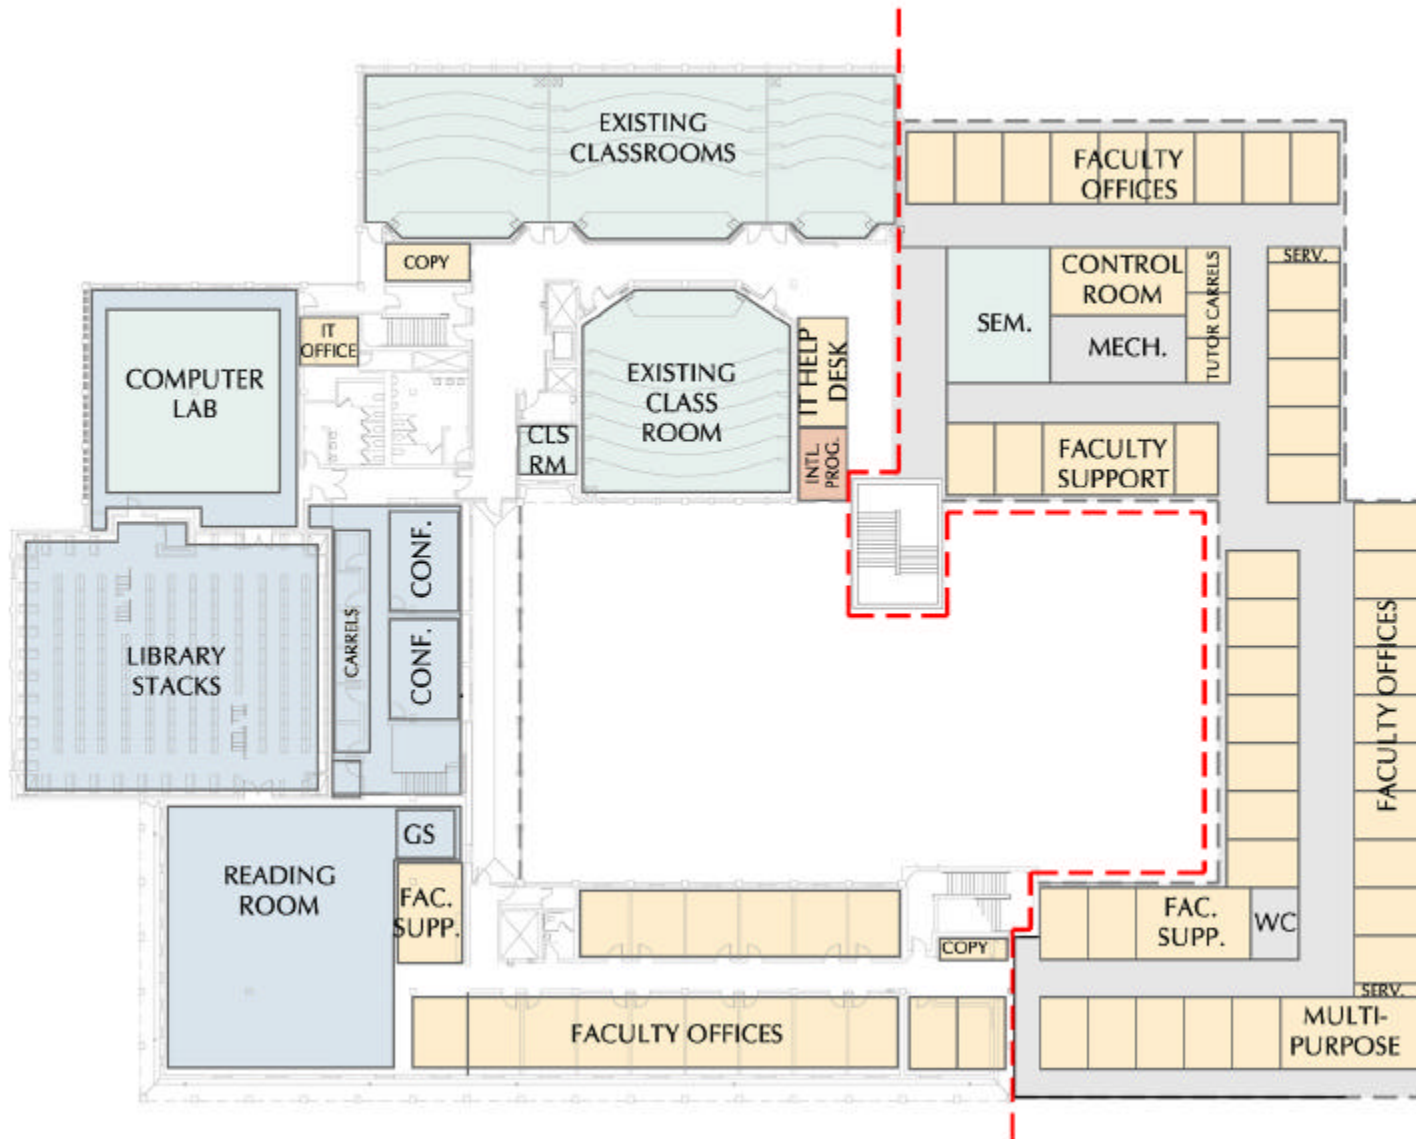 EXISTING
CLASSROOMS
FACULTY
OFFICES
COPY
CONTROL
ROOM
TUTOR CARRELS
SERV.
SEM.
MECH.
IT
OFFICE
COMPUTER
LAB
EXISTING
CLASS
ROOM
IT HELP
DESK
CLS
RM
INTL.
PROG.
FACULTY
SUPPORT
CONF.
CONF.
CARRELS
LIBRARY
STACKS
FACULTY OFFICES
GS
READING
ROOM
FAC.
SUPP.
FAC.
SUPP.
WC
COPY
SERV.
FACULTY OFFICES
MULTI-
PURPOSE